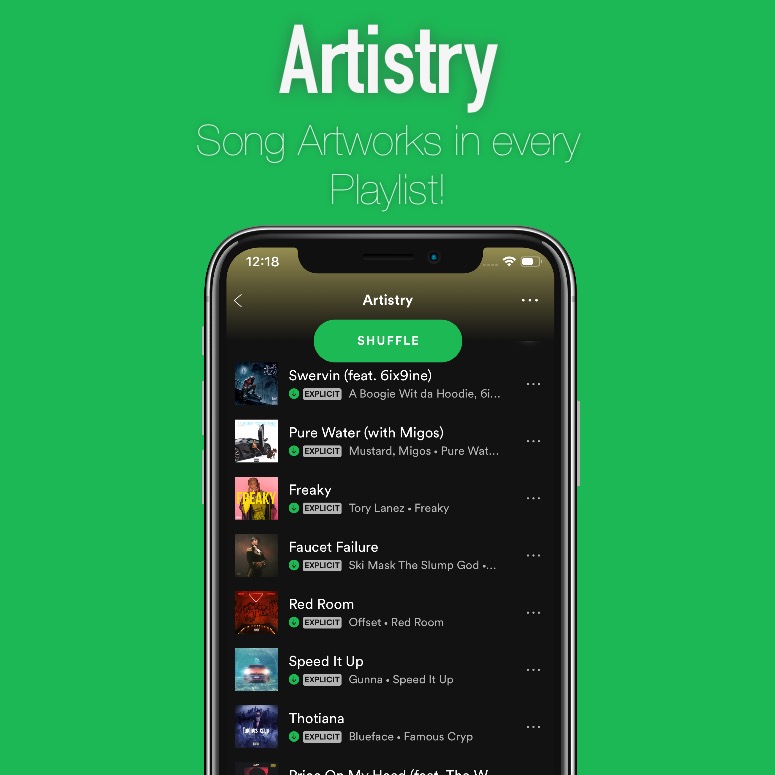 Artistry
Song Artworks in every
Playlist!
12:18
Artistry
SHUFFLE
Swervin (feat. 6ix9ine)
EXPLICIT A Boogie Wit da Hoodie, 6i...
Pure Water (with Migos)
EXPLICIT Mustard, Migos • Pure Wat...
Freaky
FREAKY
EXPLICIT Tory Lanez • Freaky
Faucet Failure
EXPLICIT Ski Mask The Slump God •...
Red Room
EXPLICIT Offset • Red Room
Speed It Up
EXPLICIT Gunna • Speed It Up
Thotiana
EXPLICIT Blueface • Famous Cryp